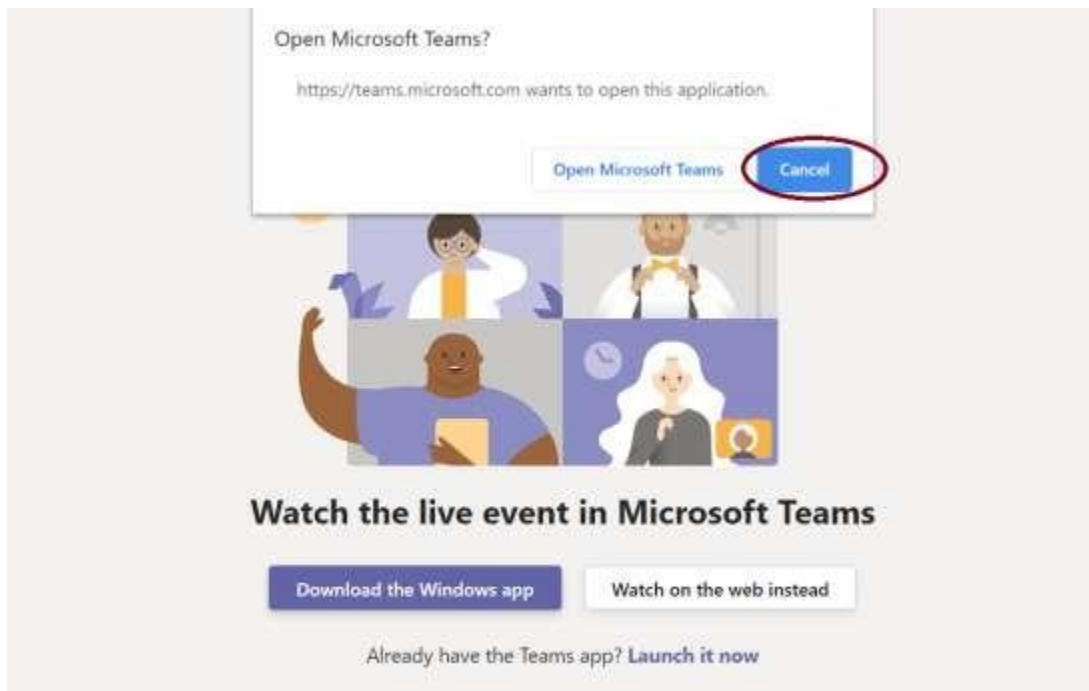 Open Microsoft Teams?
https://teams.microsoft.com wants to open this application.
Open Microsoft Teams Cancel
Watch the live event in Microsoft Teams
Download the Windows app Watch on the web instead
Already have the Teams app? Launch it now